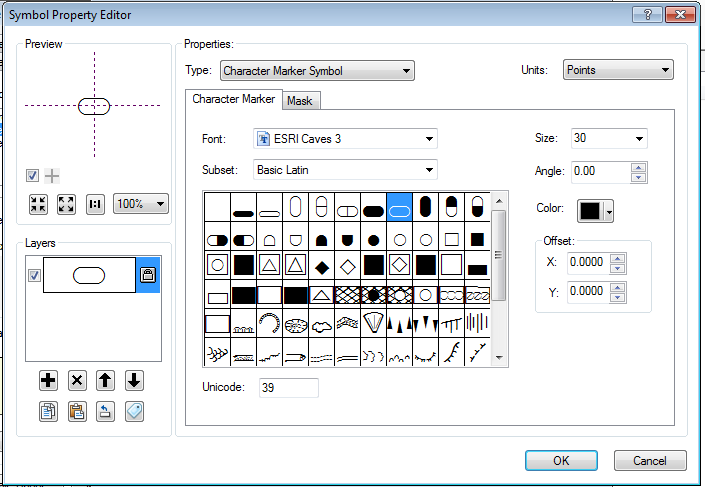 Symbol Property Editor
Preview
100%
Layers
Properties:
Type: Character Marker Symbol Units: Points
Character Marker Mask
Font: ESRI Caves 3
Subset: Basic Latin
Unicode: 39
Size: 30
Angle: 0.00
Color:
Offset:
X: 0.0000
Y: 0.0000
OK Cancel